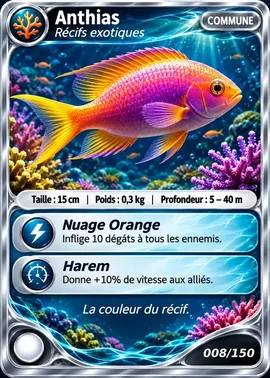 Anthias
COMMUNE
Récifs exotiques
Taille : 15 cm | Poids : 0,3 kg | Profondeur : 5 – 40 m
Nuage Orange
Inflige 10 dégâts à tous les ennemis.
Harem
Donne +10% de vitesse aux alliés.
La couleur du récif.
008/150